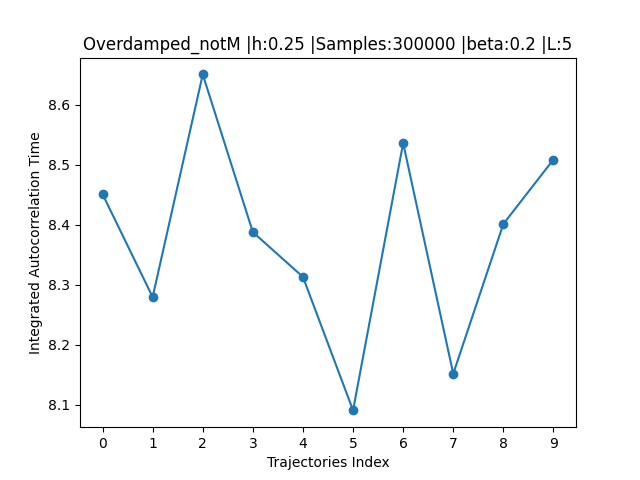 Overdamped_notM |h:0.25 |Samples:300000 |beta:0.2 |L:5
Integrated Autocorrelation Time
8.6
8.5
8.4
8.3
8.2
8.1
0 1 2 3 4 5 6 7 8 9
Trajectories Index